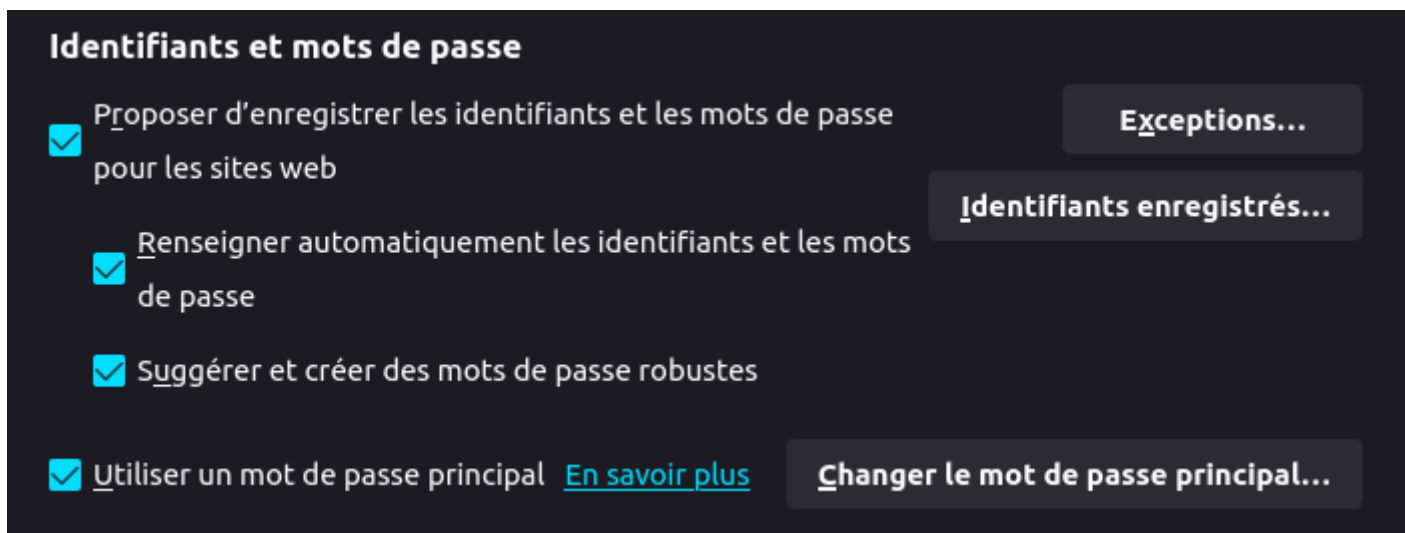 Identifiants et mots de passe
Proposer d’enregistrer les identifiants et les mots de passe
pour les sites web
Exceptions…
Identifiants enregistrés…
Renseigner automatiquement les identifiants et les mots
de passe
Suggérer et créer des mots de passe robustes
Utiliser un mot de passe principal En savoir plus Changer le mot de passe principal…